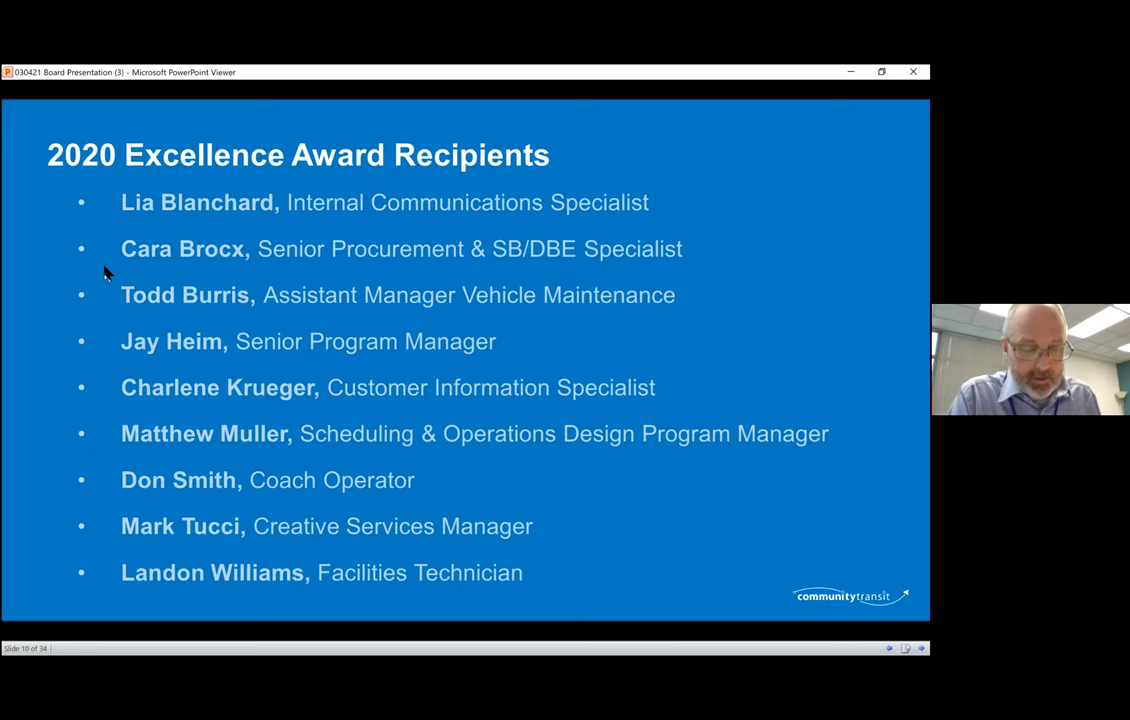 030421 Board Presentation (3) - Microsoft PowerPoint Viewer
2020 Excellence Award Recipients
• Lia Blanchard, Internal Communications Specialist
• Cara Brocx, Senior Procurement & SB/DBE Specialist
• Todd Burris, Assistant Manager Vehicle Maintenance
• Jay Heim, Senior Program Manager
• Charlene Krueger, Customer Information Specialist
• Matthew Muller, Scheduling & Operations Design Program Manager
• Don Smith, Coach Operator
• Mark Tucci, Creative Services Manager
• Landon Williams, Facilities Technician
communitytransit
Slide 10 of 34